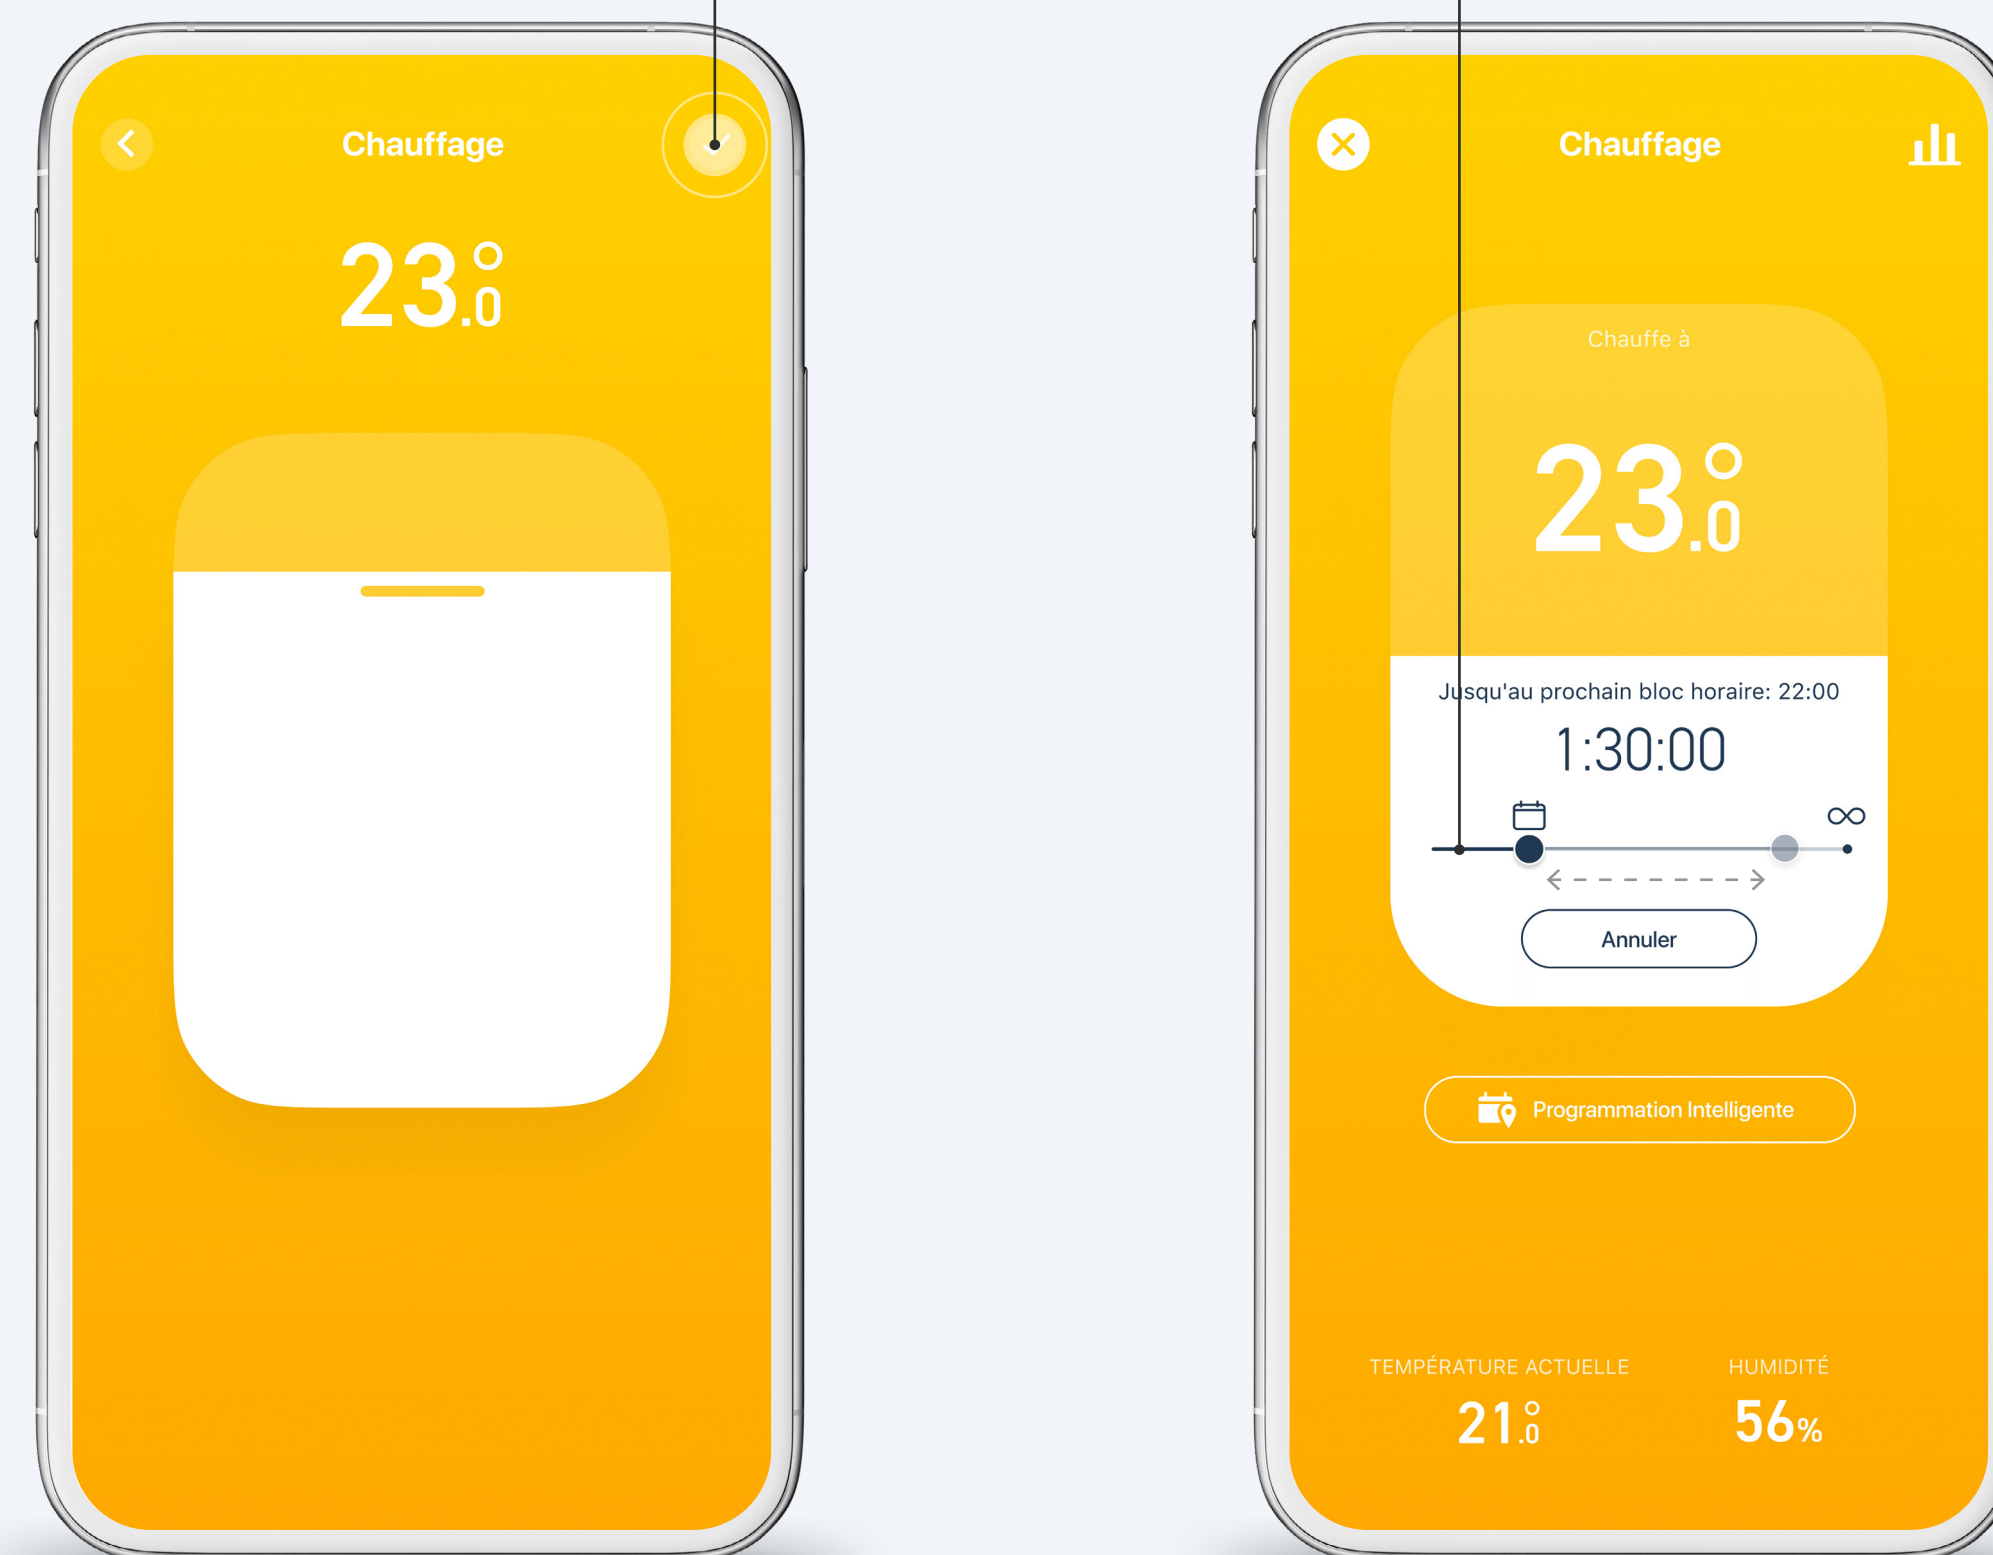 Chauffage
23.0°
Chauffage
Chauffe à
23.0°
Jusqu'au prochain bloc horaire: 22:00
1:30:00
Annuler
Programmation Intelligente
TEMPÉRATURE ACTUELLE
21.0°
HUMIDITÉ
56%